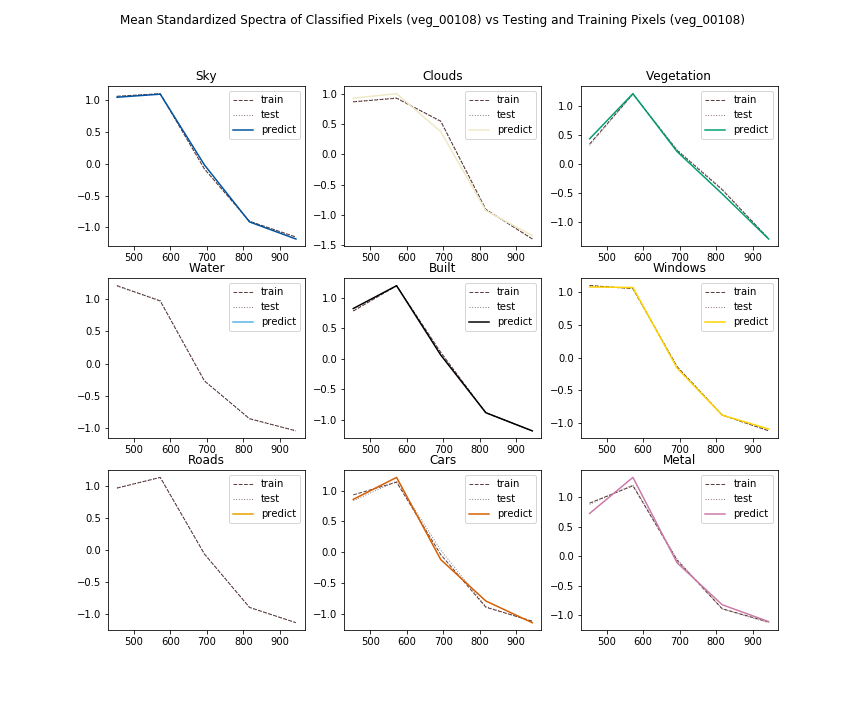 Mean Standardized Spectra of Classified Pixels (veg_00108) vs Testing and Training Pixels (veg_00108)
Sky
Clouds
Vegetation
train
test
predict
train
test
predict
train
test
predict
1.0
0.5
0.0
−0.5
−1.0
1.0
0.5
0.0
−0.5
−1.0
−1.5
1.0
0.5
0.0
−0.5
−1.0
500 600 700 800 900
500 600 700 800 900
500 600 700 800 900
Water
Built
Windows
train
test
predict
train
test
predict
train
test
predict
1.0
0.5
0.0
−0.5
−1.0
1.0
0.5
0.0
−0.5
−1.0
1.0
0.5
0.0
−0.5
−1.0
500 600 700 800 900
500 600 700 800 900
500 600 700 800 900
Roads
Cars
Metal
train
test
predict
train
test
predict
train
test
predict
1.0
0.5
0.0
−0.5
−1.0
1.0
0.5
0.0
−0.5
−1.0
1.0
0.5
0.0
−0.5
−1.0
500 600 700 800 900
500 600 700 800 900
500 600 700 800 900